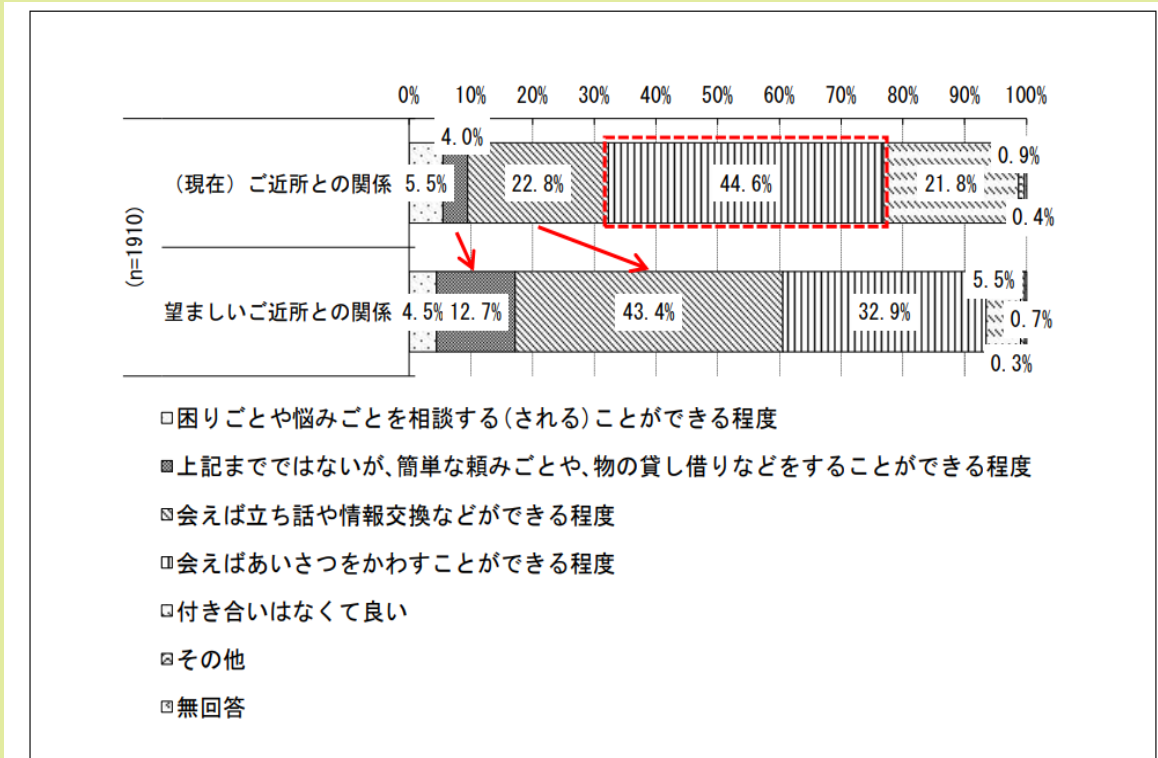 0% 10% 20% 30% 40% 50% 60% 70% 80% 90% 100%
4.0%
0.9%
(現在)ご近所との関係 5.5% 22.8% 44.6% 21.8%
0.4%
(n=1910)
5.5%
望ましいご近所との関係 4.5% 12.7% 43.4% 32.9% 0.7%
0.3%
困りごとや悩みごとを相談する(される)ことができる程度
上記までではないが、簡単な頼みごとや、物の貸し借りなどをすることができる程度
会えば立ち話や情報交換などができる程度
会えばあいさつをかわすことができる程度
付き合いはなくて良い
その他
無回答